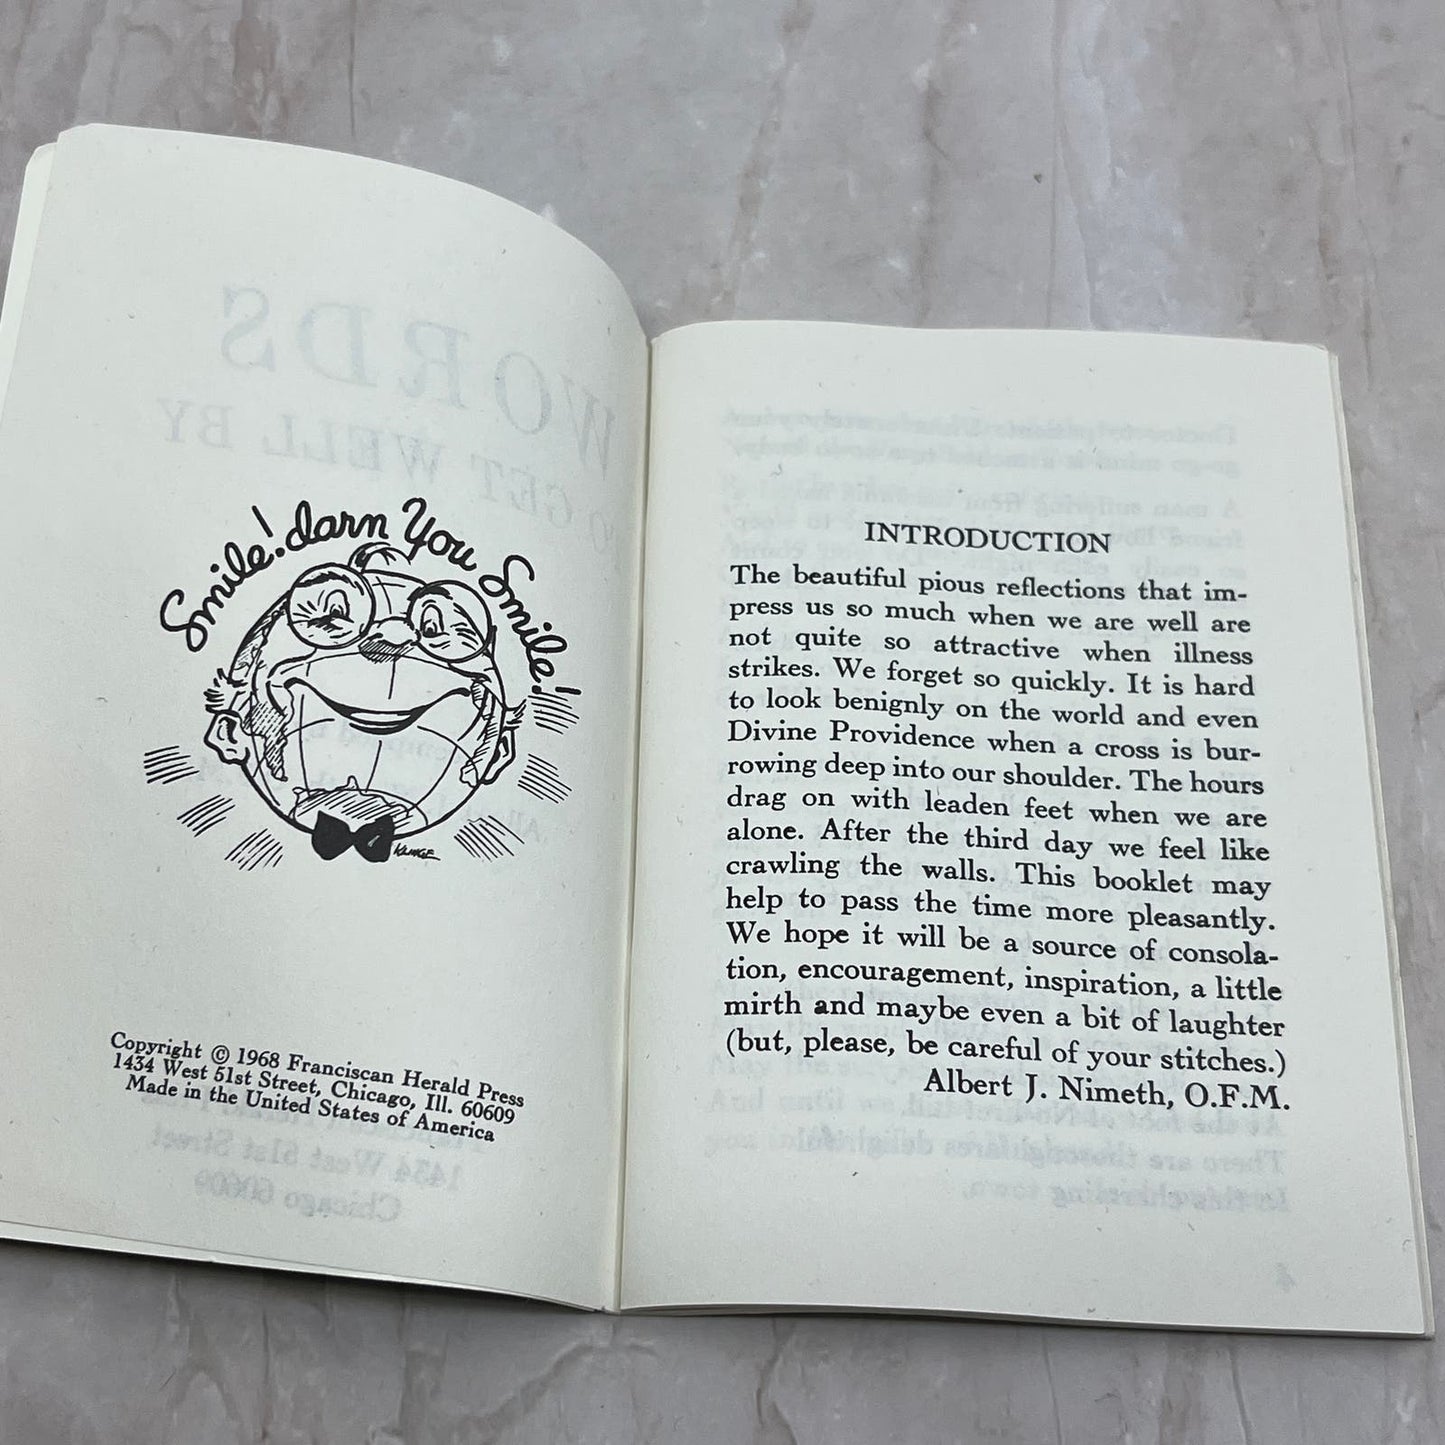 Smile! darn You Smile!
KLINGE
Copyright © 1968 Franciscan Herald Press
1434 West 51st Street, Chicago, Ill. 60609
Made in the United States of America
INTRODUCTION
The beautiful pious reflections that im-
press us so much when we are well are
not quite so attractive when illness
strikes. We forget so quickly. It is hard
to look benignly on the world and even
Divine Providence when a cross is bur-
rowing deep into our shoulder. The hours
drag on with leaden feet when we are
alone. After the third day we feel like
crawling the walls. This booklet may
help to pass the time more pleasantly.
We hope it will be a source of consola-
tion, encouragement, inspiration, a little
mirth and maybe even a bit of laughter
(but, please, be careful of your stitches.)
Albert J. Nimeth, O.F.M.